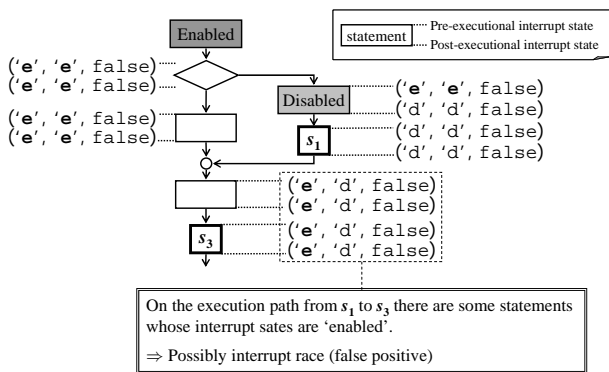 Enabled
statement
Pre-executional interrupt state
Post-executional interrupt state
(‘e’, ‘e’, false)
(‘e’, ‘e’, false)
(‘e’, ‘e’, false)
(‘e’, ‘e’, false)
Disabled
(‘e’, ‘e’, false)
(‘d’, ‘d’, false)
s1
(‘d’, ‘d’, false)
(‘d’, ‘d’, false)
(‘e’, ‘d’, false)
(‘e’, ‘d’, false)
s3
(‘e’, ‘d’, false)
(‘e’, ‘d’, false)
On the execution path from s1 to s3 there are some statements
whose interrupt sates are ‘enabled’.
⇒ Possibly interrupt race (false positive)